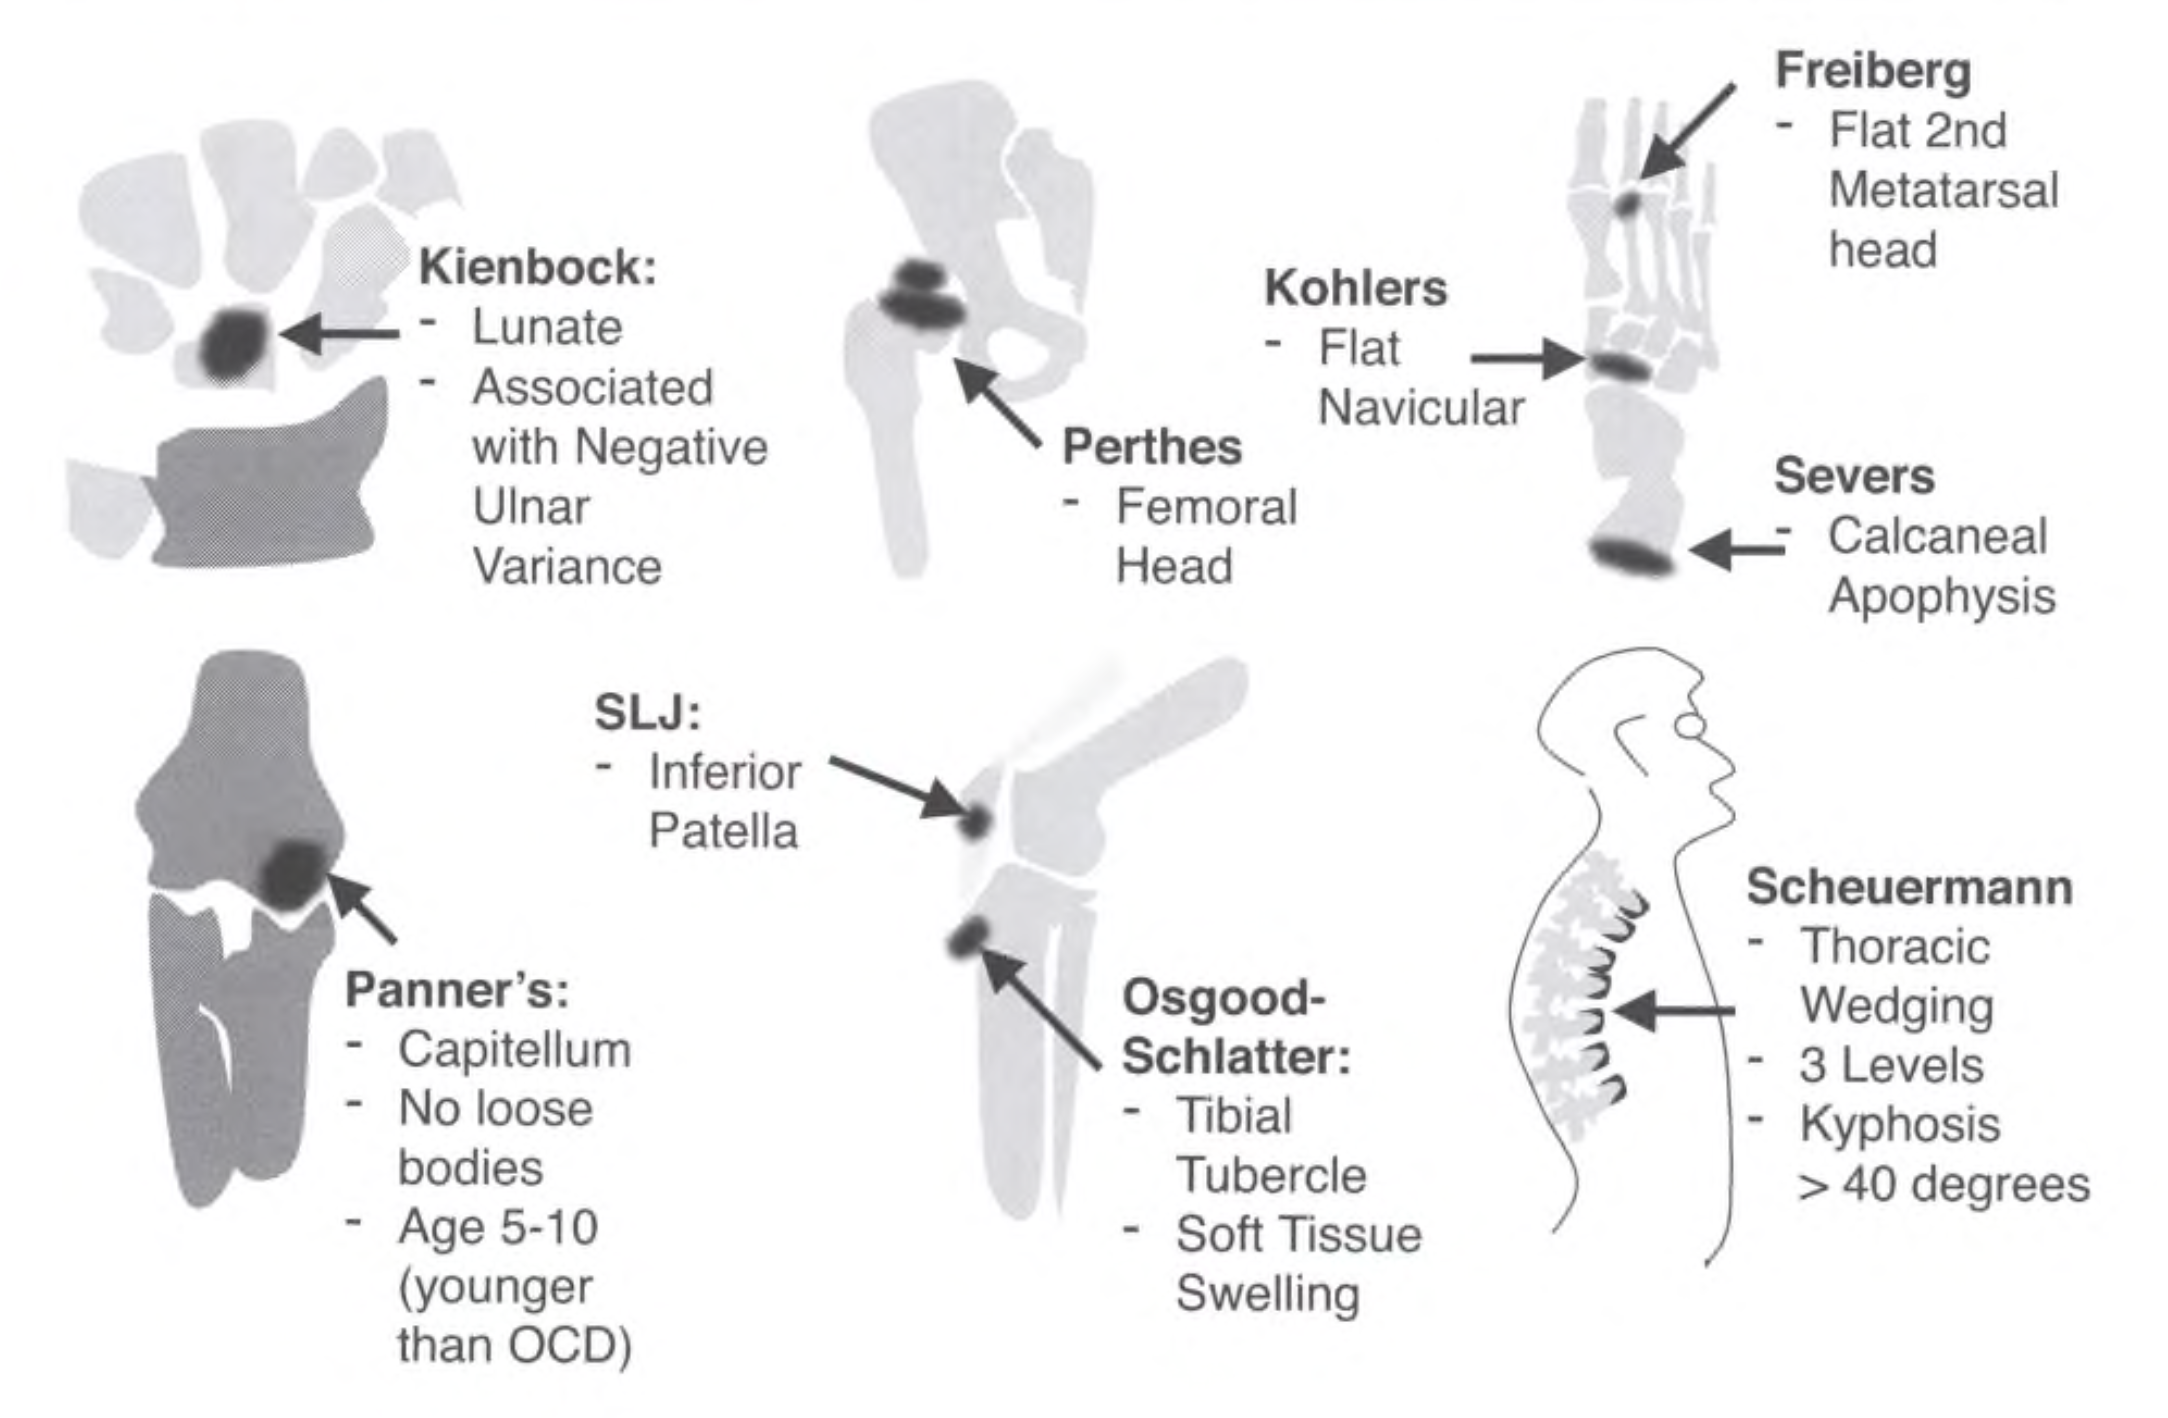 Kienbock:
- Lunate
- Associated
with Negative
Ulnar
Variance
Perthes
- Femoral
Head
Freiberg
- Flat 2nd
Metatarsal
head
Kohlers
- Flat
Navicular
Severs
- Calcaneal
Apophysis
Panner's:
- Capitellum
- No loose
bodies
- Age 5-10
(younger
than OCD)
SLJ:
- Inferior
Patella
Osgood-
Schlatter:
- Tibial
Tubercle
- Soft Tissue
Swelling
Scheuermann
- Thoracic
Wedging
- 3 Levels
- Kyphosis
> 40 degrees